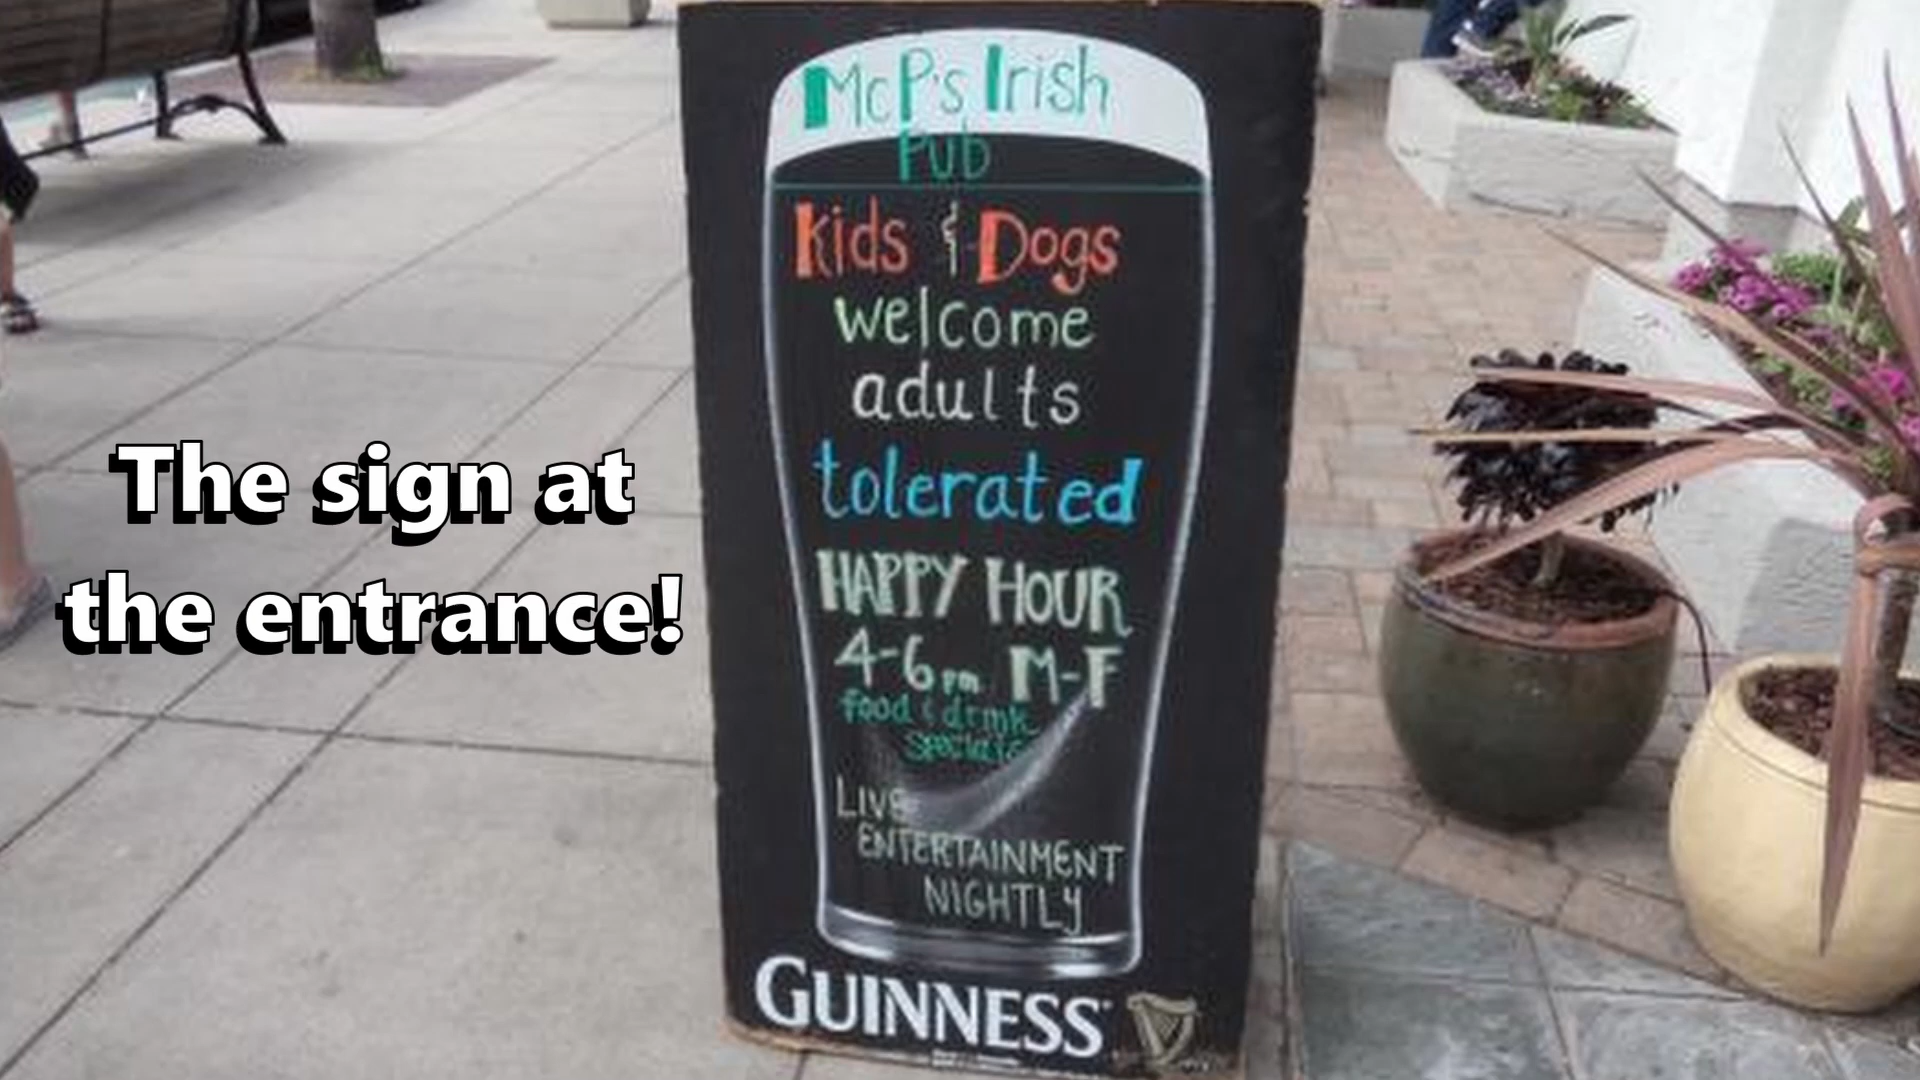 McP's Irish
Pub
Kids & Dogs
welcome
adults
tolerated
HAPPY HOUR
4-6pm M-F
food & drink
specials
LIVE
ENTERTAINMENT
NIGHTLY
GUINNESS
The sign at
the entrance!